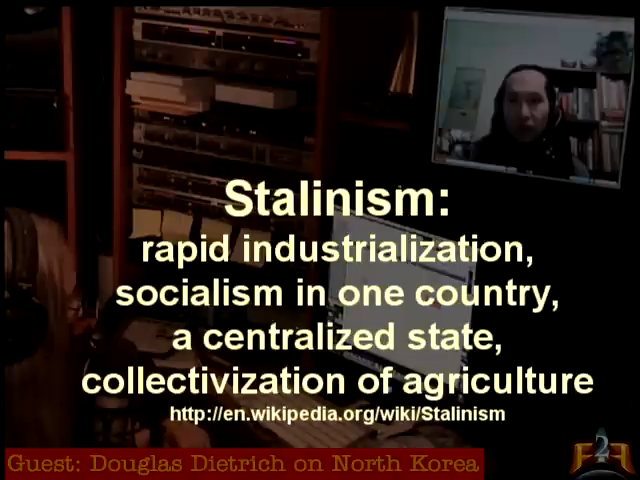 Stalinism:
rapid industrialization,
socialism in one country,
a centralized state,
collectivization of agriculture
http://en.wikipedia.org/wiki/Stalinism
Guest: Douglas Dietrich on North Korea
F2F